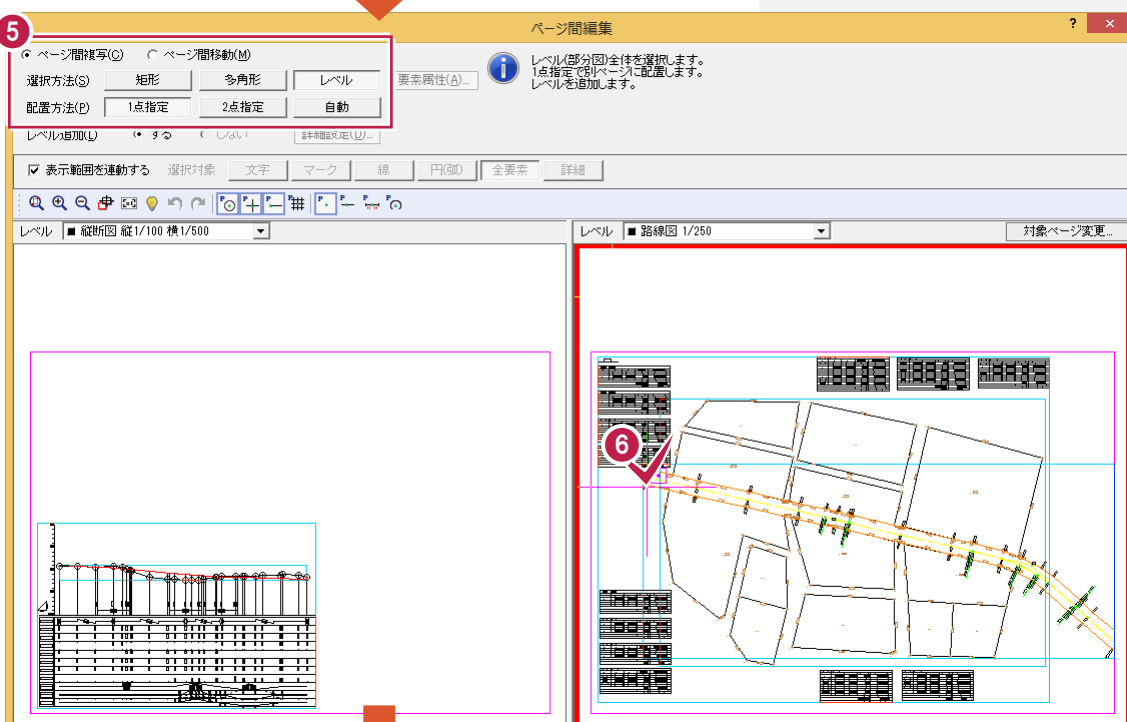 ページ間編集
? ×
5
ページ間複写(C) ページ間移動(M)
選択方法(S) 矩形 多角形 レベル 要素属性(A)...
配置方法(P) 1点指定 2点指定 自動
レベル(部分図)全体を選択します。
1点指定で別ページに配置します。
レベルを追加します。
レベル追加(L) する しない 詳細設定(D)...
表示範囲を連動する 選択対象 文字 マーク 線 円(弧) 全要素 詳細
レベル ■ 縦断図 縦1/100 横1/500
レベル ■ 路線図 1/250 対象ページ変更...
6